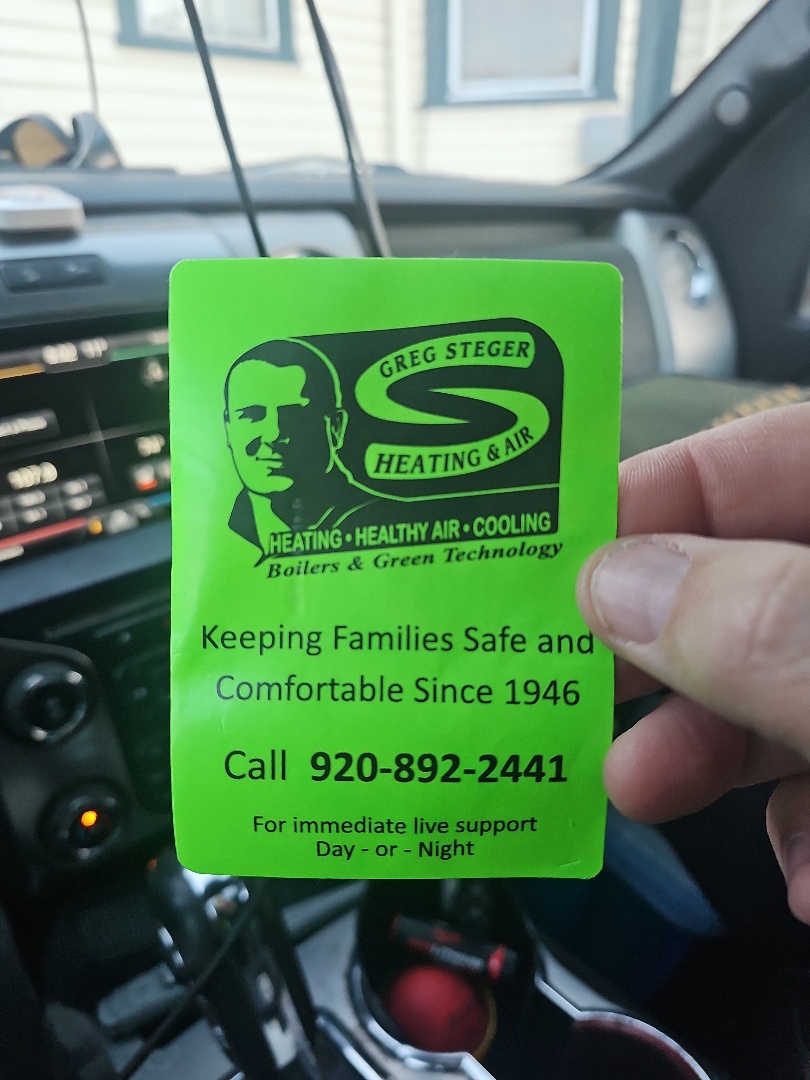 GREG STEGER
HEATING & AIR
HEATING • HEALTHY AIR • COOLING
Boilers & Green Technology
Keeping Families Safe and
Comfortable Since 1946
Call 920-892-2441
For immediate live support
Day - or - Night